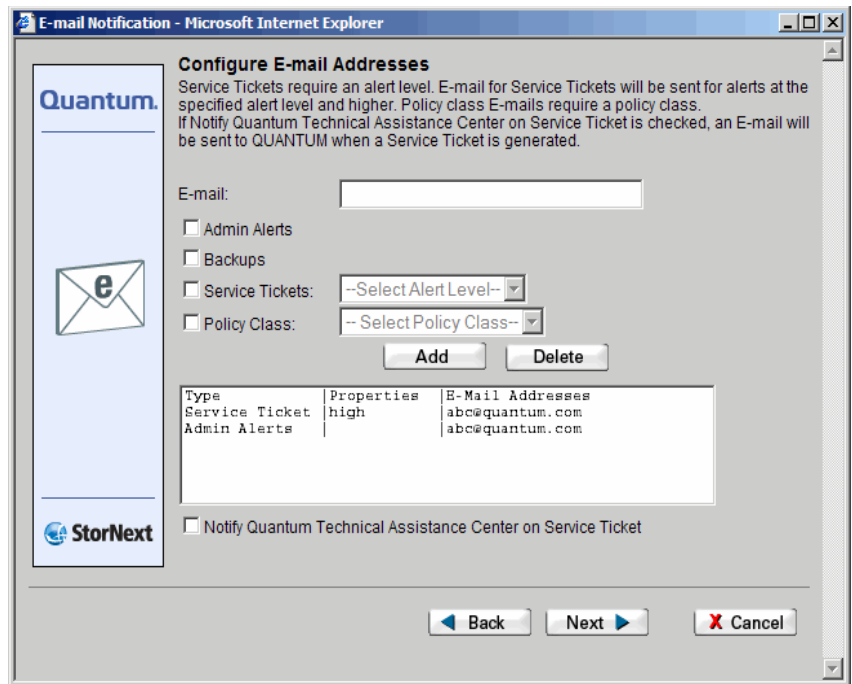 E-mail Notification - Microsoft Internet Explorer
Quantum.
Configure E-mail Addresses
Service Tickets require an alert level. E-mail for Service Tickets will be sent for alerts at the
specified alert level and higher. Policy class E-mails require a policy class.
If Notify Quantum Technical Assistance Center on Service Ticket is checked, an E-mail will
be sent to QUANTUM when a Service Ticket is generated.
E-mail:
Admin Alerts
e
Backups
Service Tickets: --Select Alert Level--
Policy Class: -- Select Policy Class--
Add Delete
Type |Properties |E-Mail Addresses
Service Ticket |high |abc@quantum.com
Admin Alerts | |abc@quantum.com
StorNext
Notify Quantum Technical Assistance Center on Service Ticket
Back Next X Cancel